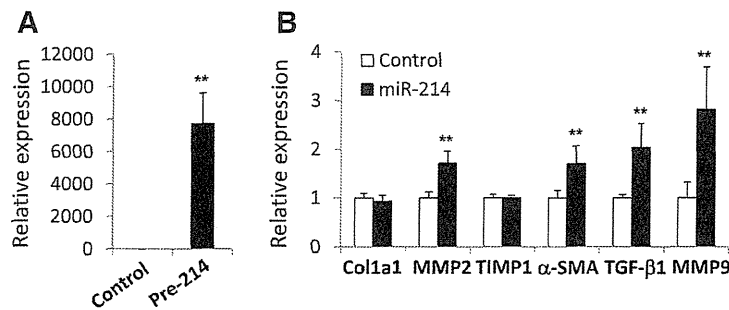 A
Relative expression
12000
10000
8000
6000
4000
2000
0
**
Control
Pre-214
B
Relative expression
4
3
2
1
0
Control
miR-214
**
**
**
**
Col1a1 MMP2 TIMP1 α-SMA TGF-β1 MMP9